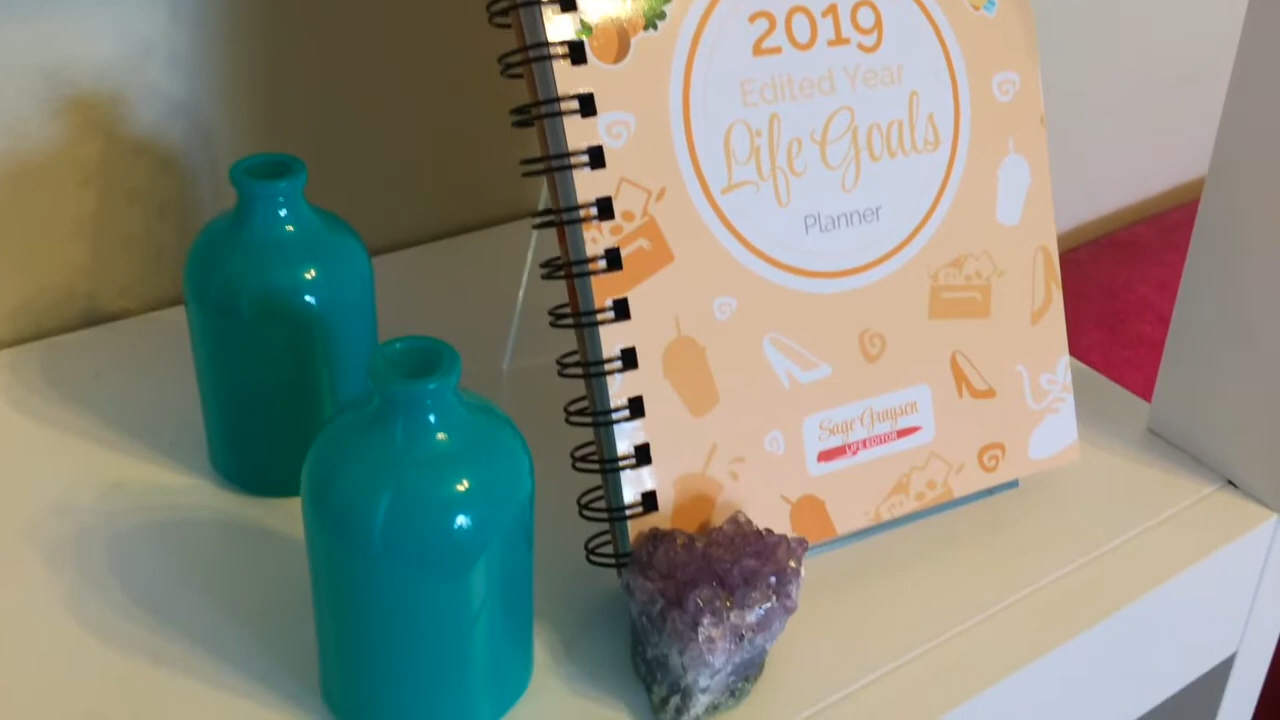 2019
Edited Year
Life Goals
Planner
Sage Grayson
LIFE EDITOR